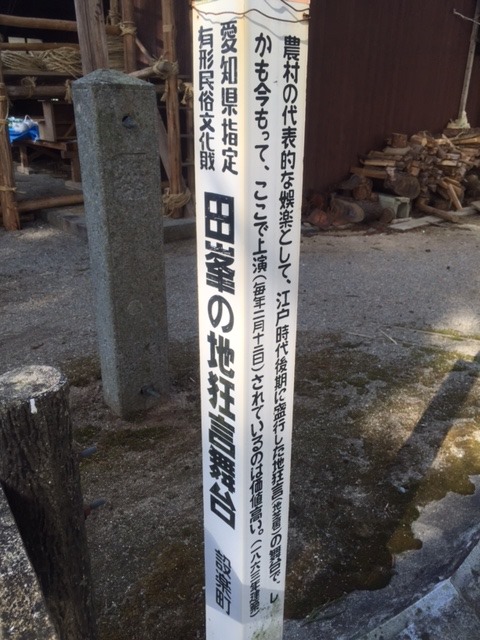 愛知県指定
有形民俗文化財
田峯の地狂言舞台
設楽町
農村の代表的な娯楽として、江戸時代後期に盛行した地狂言(地芝居)の舞台で、し
かも今もって、ここで上演(毎年二月十二日)されているのは価値高い。(一八六三年建築)